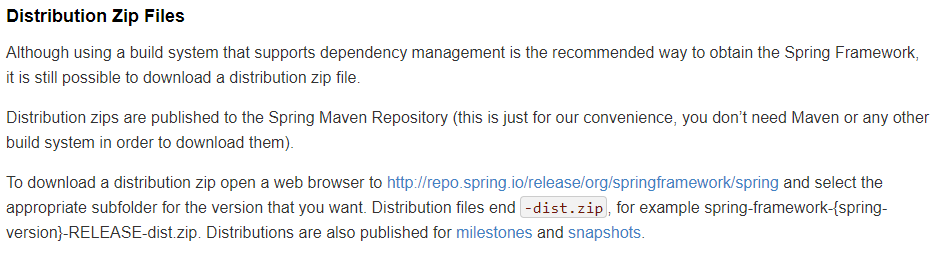 Distribution Zip Files
Although using a build system that supports dependency management is the recommended way to obtain the Spring Framework,
it is still possible to download a distribution zip file.
Distribution zips are published to the Spring Maven Repository (this is just for our convenience, you don’t need Maven or any other
build system in order to download them).
To download a distribution zip open a web browser to http://repo.spring.io/release/org/springframework/spring and select the
appropriate subfolder for the version that you want. Distribution files end -dist.zip, for example spring-framework-{spring-
version}-RELEASE-dist.zip. Distributions are also published for milestones and snapshots.